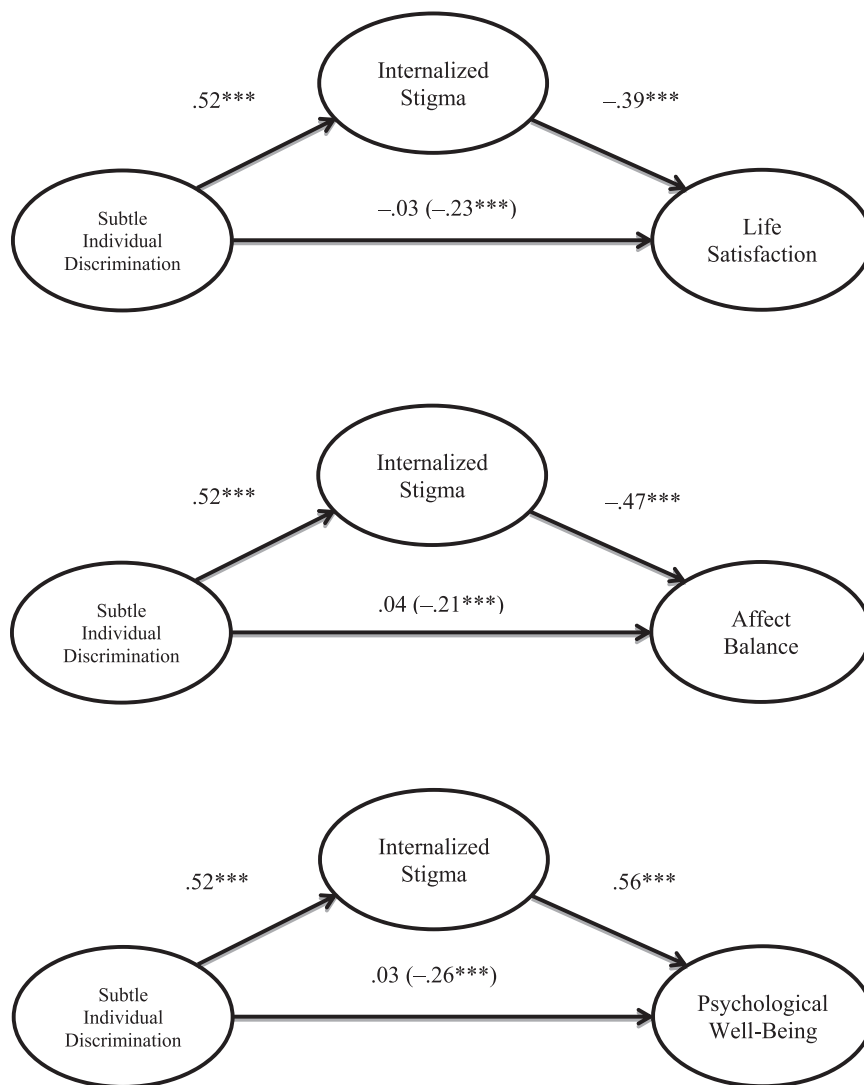 Internalized
Stigma
.52***
–.39***
–.03 (–.23***)
Subtle
Individual
Discrimination
Life
Satisfaction
Internalized
Stigma
.52***
–.47***
.04 (–.21***)
Subtle
Individual
Discrimination
Affect
Balance
Internalized
Stigma
.52***
.56***
.03 (–.26***)
Subtle
Individual
Discrimination
Psychological
Well-Being